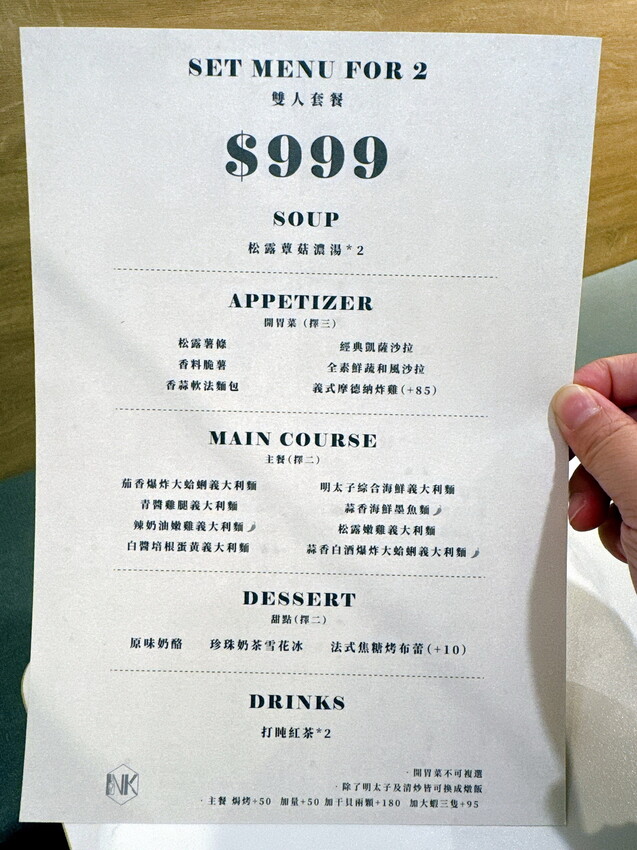 SET MENU FOR 2
雙人套餐
$999
SOUP
松露蕈菇濃湯*2
APPETIZER
開胃菜（擇三）
松露薯條
經典凱薩沙拉
香料脆薯
全素鮮蔬和風沙拉
香蒜軟法麵包
義式摩德納炸雞(+85)
MAIN COURSE
主餐(擇二)
茄香爆炸大蛤蜊義大利麵
明太子綜合海鮮義大利麵
青醬雞腿義大利麵
蒜香海鮮墨魚麵
辣奶油嫩雞義大利麵
松露嫩雞義大利麵
白醬培根蛋黃義大利麵
蒜香白酒爆炸大蛤蜊義大利麵
DESSERT
甜點(擇二)
原味奶酪 珍珠奶茶雪花冰 法式焦糖烤布蕾(+10)
DRINKS
打盹紅茶*2
·開胃菜不可複選
·除了明太子及清炒皆可換成燉飯
·主餐 焗烤+50 加量+50 加干貝兩顆+180 加大蝦三隻+95
INK